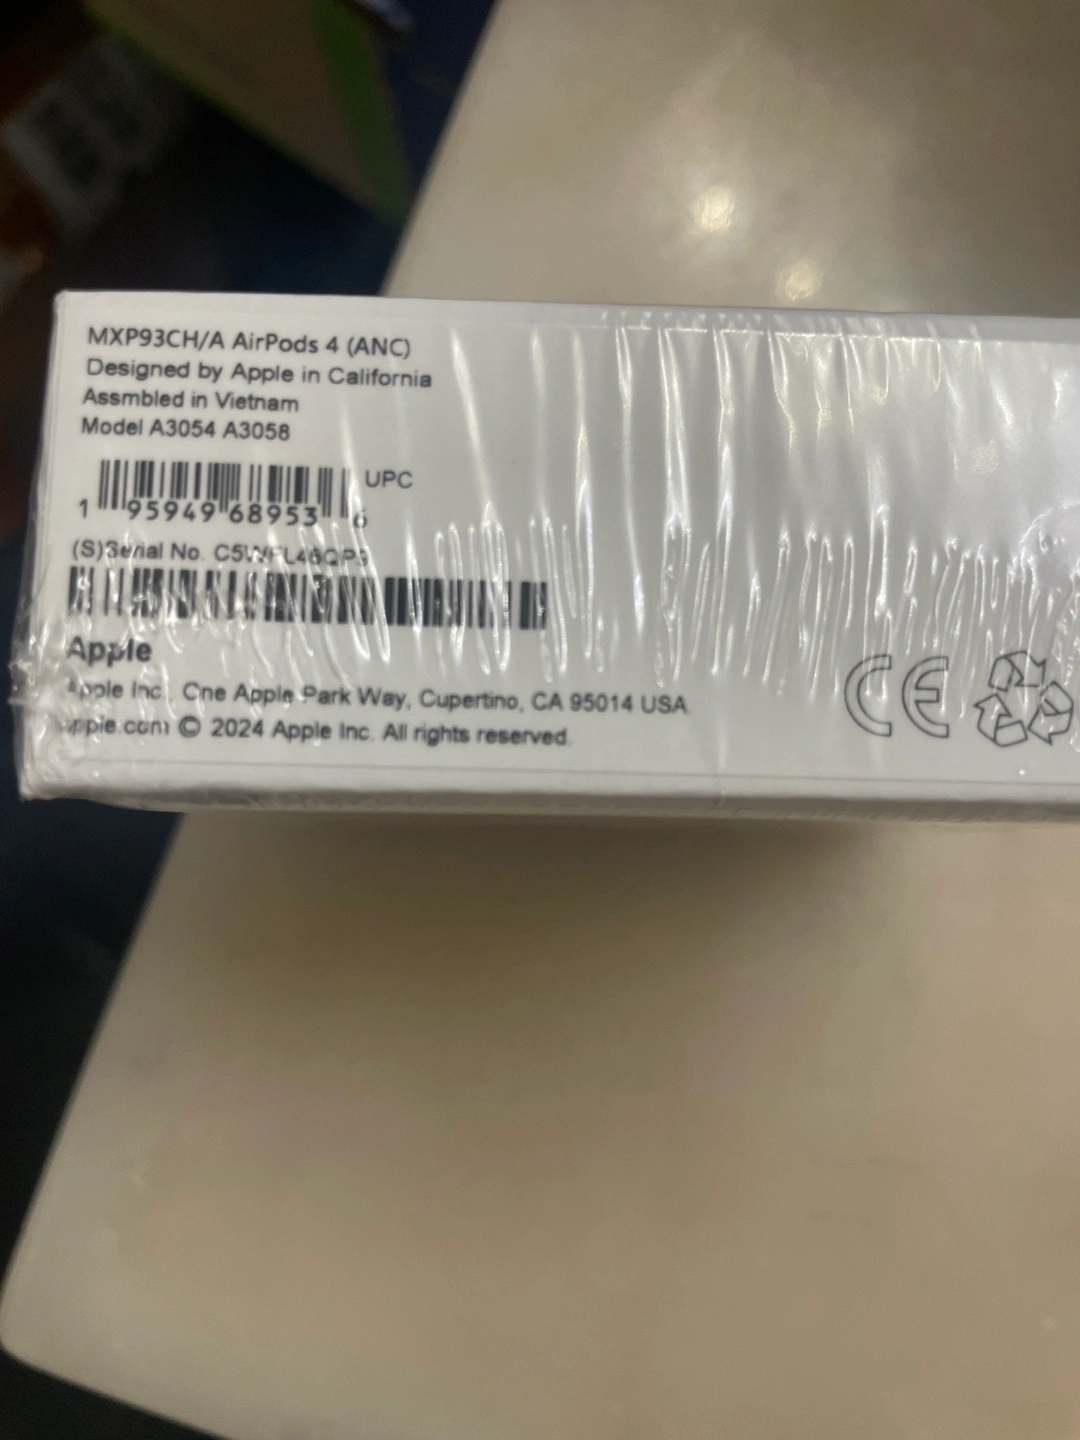 MXP93CH/A AirPods 4 (ANC)
Designed by Apple in California
Assmbled in Vietnam
Model A3054 A3058
UPC
1 95949 68953 6
(S)Serial No.
Apple
Apple Inc., One Apple Park Way, Cupertino, CA 95014 USA
apple.com © 2024 Apple Inc. All rights reserved.
CE